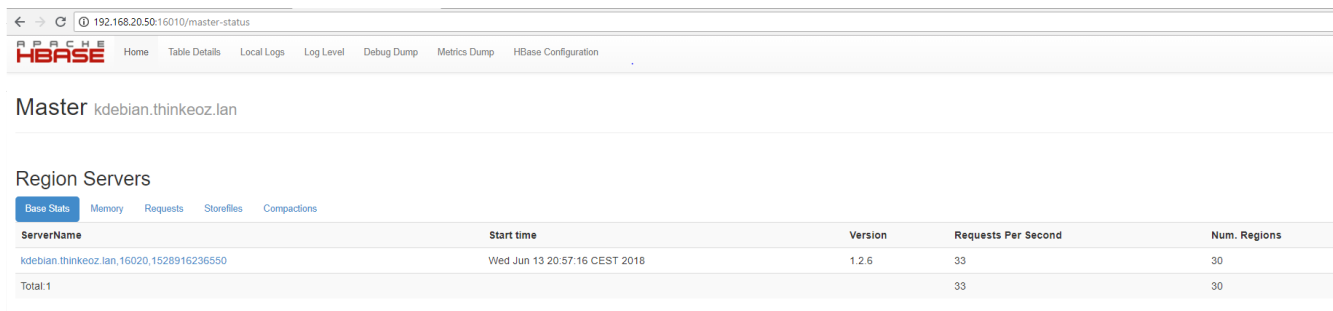 192.168.20.50:16010/master-status
APACHE
HBASE Home Table Details Local Logs Log Level Debug Dump Metrics Dump HBase Configuration
Master kdebian.thinkeoz.lan
Region Servers
Base Stats Memory Requests Storefiles Compactions
ServerName Start time Version Requests Per Second Num. Regions
kdebian.thinkeoz.lan,16020,1528916236550 Wed Jun 13 20:57:16 CEST 2018 1.2.6 33 30
Total:1 33 30